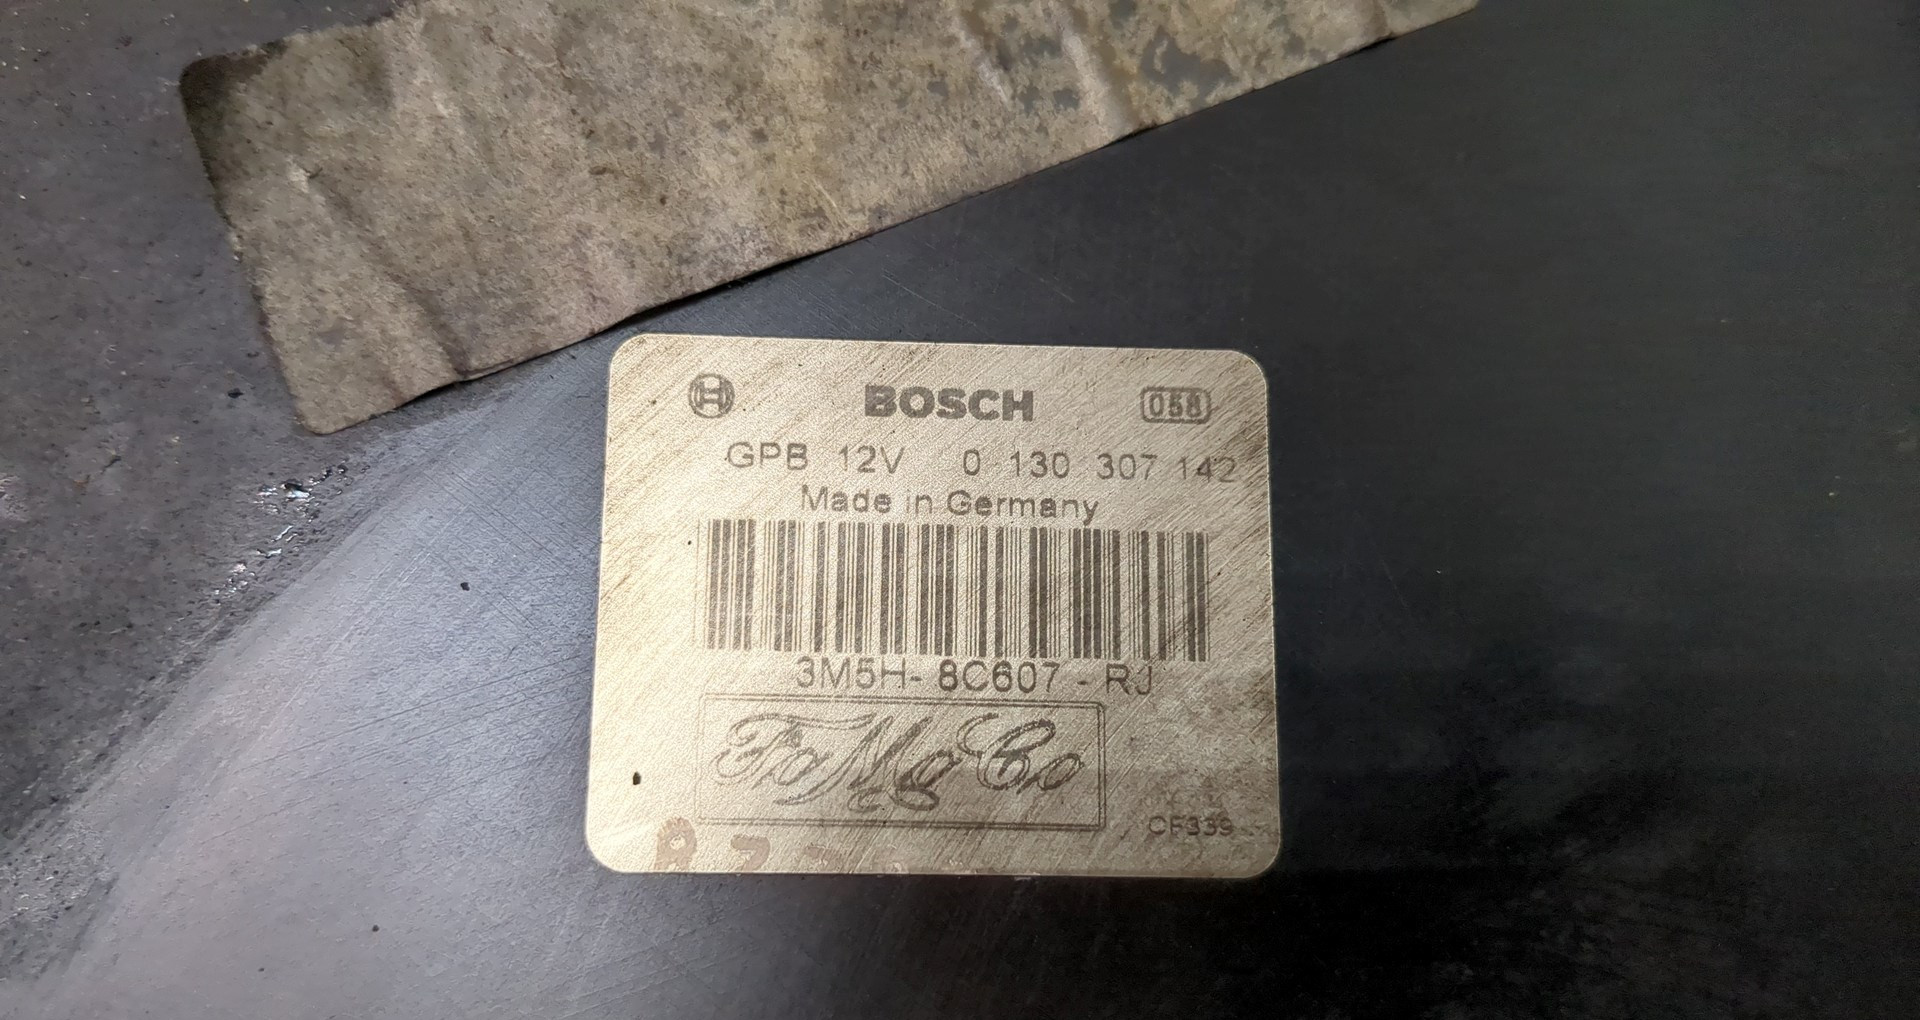 BOSCH 058
GPB 12V 0 130 307 142
Made in Germany
3M5H- 8C607 - RJ
FoMoCo
CF339